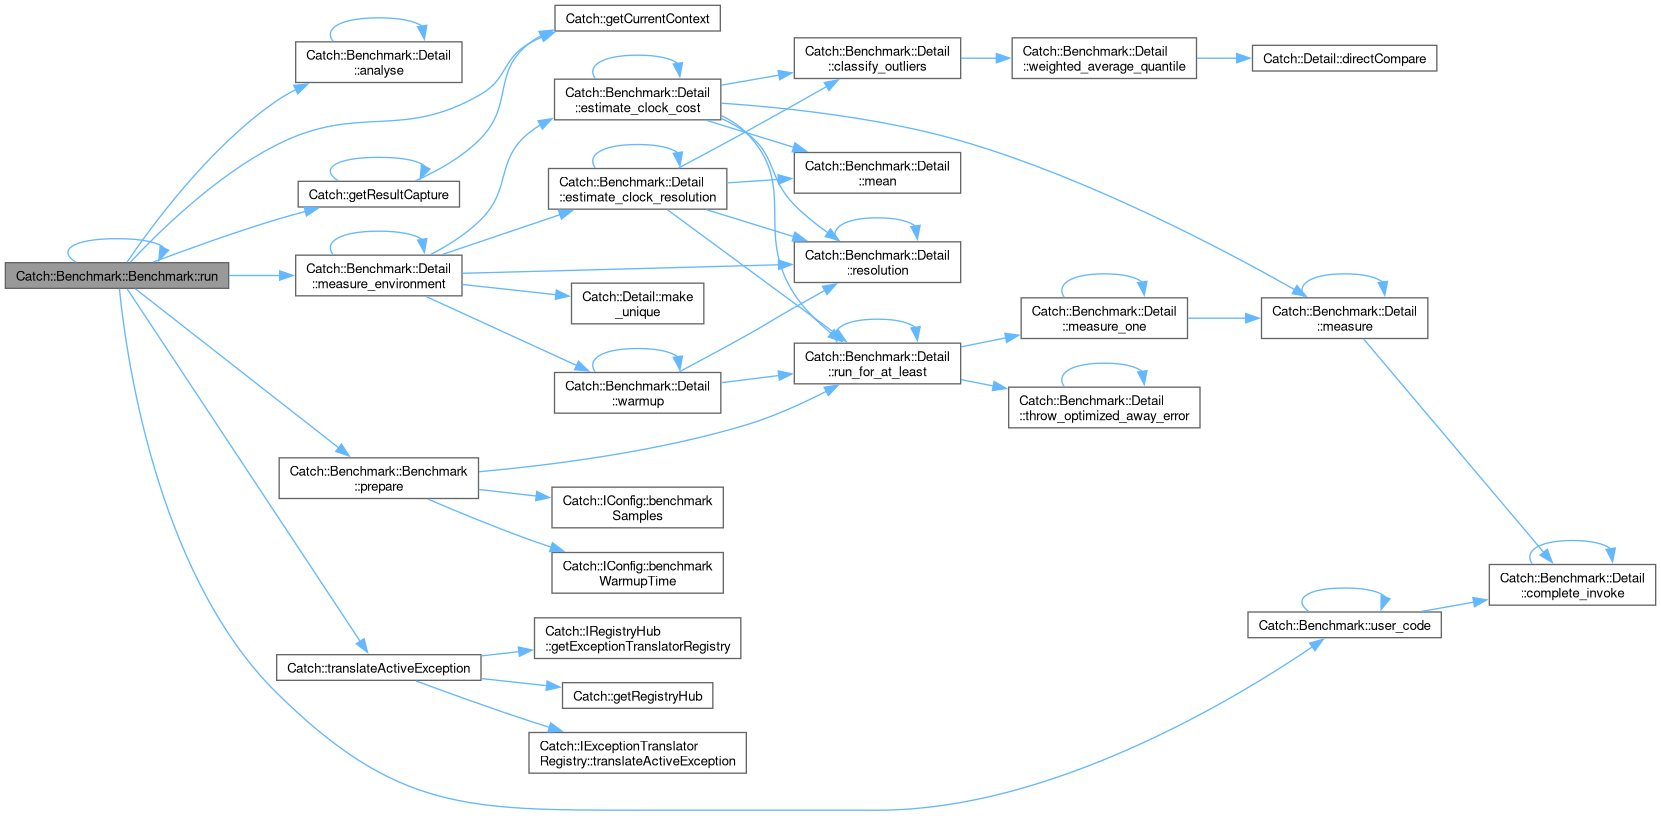 Catch::getCurrentContext
Catch::Benchmark::Detail
::analyse
Catch::Benchmark::Detail
::classify_outliers
Catch::Benchmark::Detail
::weighted_average_quantile
Catch::Detail::directCompare
Catch::Benchmark::Detail
::estimate_clock_cost
Catch::Benchmark::Detail
::mean
Catch::getResultCapture
Catch::Benchmark::Detail
::estimate_clock_resolution
Catch::Benchmark::Benchmark::run
Catch::Benchmark::Detail
::measure_environment
Catch::Benchmark::Detail
::resolution
Catch::Detail::make
_unique
Catch::Benchmark::Detail
::measure_one
Catch::Benchmark::Detail
::measure
Catch::Benchmark::Detail
::warmup
Catch::Benchmark::Detail
::run_for_at_least
Catch::Benchmark::Detail
::throw_optimized_away_error
Catch::Benchmark::Benchmark
::prepare
Catch::IConfig::benchmark
Samples
Catch::IConfig::benchmark
WarmupTime
Catch::Benchmark::Detail
::complete_invoke
Catch::Benchmark::user_code
Catch::IRegistryHub
::getExceptionTranslatorRegistry
Catch::translateActiveException
Catch::getRegistryHub
Catch::IExceptionTranslator
Registry::translateActiveException